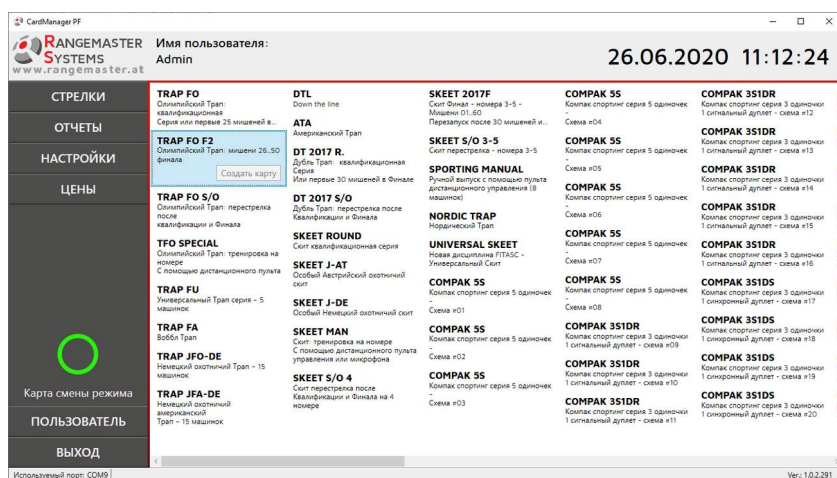 CardManager PF
RANGEMASTER
SYSTEMS
www.rangemaster.at
Имя пользователя:
Admin
26.06.2020 11:12:24
СТРЕЛКИ
ОТЧЕТЫ
НАСТРОЙКИ
ЦЕНЫ
Карта смены режима
ПОЛЬЗОВАТЕЛЬ
ВЫХОД
TRAP FO
Олимпийский Трап:
квалификационная
Серия или первые 25 мишеней в...
TRAP FO F2
Олимпийский Трап: мишени 26..50
финала
Создать карту
TRAP FO S/O
Олимпийский Трап: перестрелка
после
квалификации и Финала
TFO SPECIAL
Олимпийский Трап: тренировка на
номере
С помощью дистанционного пульта
TRAP FU
Универсальный Трап серия - 5
машинок
TRAP FA
Воббл Трап
TRAP JFO-DE
Немецкий охотничий Трап - 15
машинок
TRAP JFA-DE
Немецкий охотничий
американский
Трап - 15 машинок
DTL
Down the line
ATA
Американский Трап
DT 2017 R.
Дубль Трап: квалификационная
Серия
Или первые 30 мишеней в Финале
DT 2017 S/O
Дубль Трап: перестрелка после
Квалификации и Финала
SKEET ROUND
Скит квалификационная серия
SKEET J-AT
Особый Австрийский охотничий
скит
SKEET J-DE
Особый Немецкий охотничий скит
SKEET MAN
Скит: тренировка на номере
С помощью дистанционного пульта
управления или микрофона
SKEET S/O 4
Скит перестрелка после
Квалификации и Финала на 4
номере
SKEET 2017F
Скит Финал - номера 3-5 -
Мишени 01..60
Перезапуск после 30 мишеней и...
SKEET S/O 3-5
Скит перестрелка - номера 3-5
SPORTING MANUAL
Ручной выпуск с помощью пульта
дистанционного управления (8
машинок)
NORDIC TRAP
Нордический Трап
UNIVERSAL SKEET
Новая дисциплина FITASC -
Универсальный Скит
COMPAK 5S
Компак спортинг серия 5 одиночек
-
Схема #01
COMPAK 5S
Компак спортинг серия 5 одиночек
-
Схема #02
COMPAK 5S
Компак спортинг серия 5 одиночек
-
Схема #03
COMPAK 5S
Компак спортинг серия 5 одиночек
-
Схема #04
COMPAK 5S
Компак спортинг серия 5 одиночек
-
Схема #05
COMPAK 5S
Компак спортинг серия 5 одиночек
-
Схема #06
COMPAK 5S
Компак спортинг серия 5 одиночек
-
Схема #07
COMPAK 5S
Компак спортинг серия 5 одиночек
-
Схема #08
COMPAK 3S1DR
Компак спортинг серия 3 одиночки
1 сигнальный дуплет - схема #09
COMPAK 3S1DR
Компак спортинг серия 3 одиночки
1 сигнальный дуплет - схема #10
COMPAK 3S1DR
Компак спортинг серия 3 одиночки
1 сигнальный дуплет - схема #11
COMPAK 3S1DR
Компак спортинг серия 3 одиночки
1 сигнальный дуплет - схема #12
COMPAK 3S1DR
Компак спортинг серия 3 одиночки
1 сигнальный дуплет - схема #13
COMPAK 3S1DR
Компак спортинг серия 3 одиночки
1 сигнальный дуплет - схема #14
COMPAK 3S1DR
Компак спортинг серия 3 одиночки
1 сигнальный дуплет - схема #15
COMPAK 3S1DR
Компак спортинг серия 3 одиночки
1 сигнальный дуплет - схема #16
COMPAK 3S1DS
Компак спортинг серия 3 одиночки
1 синхронный дуплет - схема #17
COMPAK 3S1DS
Компак спортинг серия 3 одиночки
1 синхронный дуплет - схема #18
COMPAK 3S1DS
Компак спортинг серия 3 одиночки
1 синхронный дуплет - схема #19
COMPAK 3S1DS
Компак спортинг серия 3 одиночки
1 синхронный дуплет - схема #20
Используемый порт: COM9
Ver.: 1.0.2.291